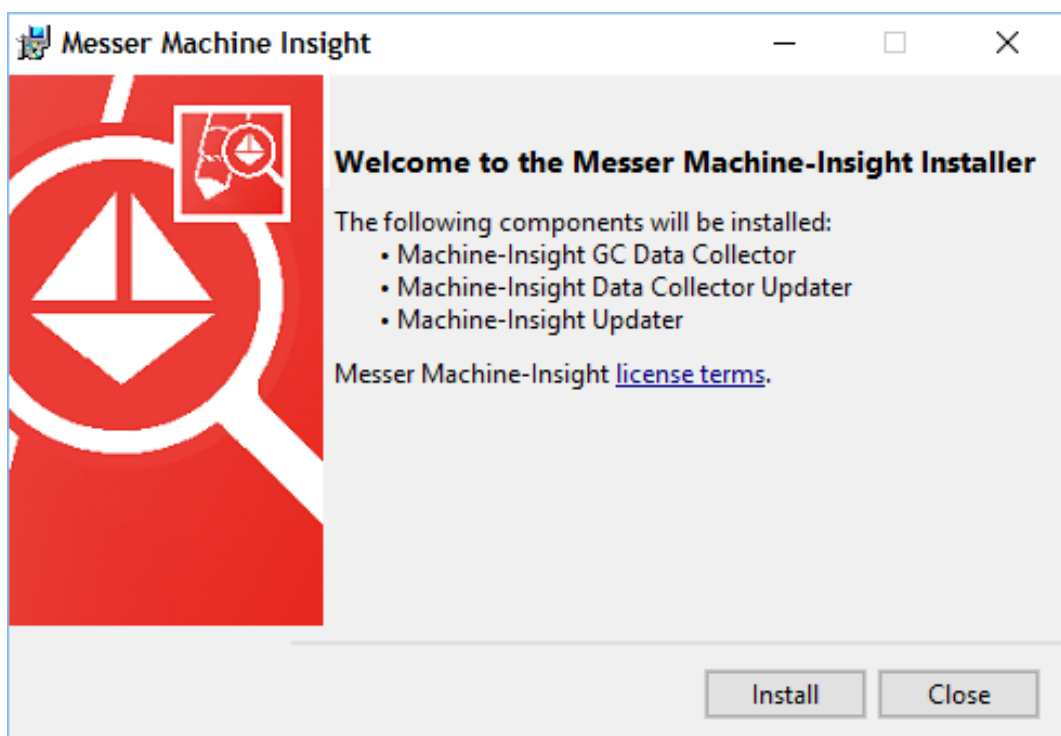 Messer Machine Insight
Welcome to the Messer Machine-Insight Installer
The following components will be installed:
• Machine-Insight GC Data Collector
• Machine-Insight Data Collector Updater
• Machine-Insight Updater
Messer Machine-Insight license terms.
Install
Close